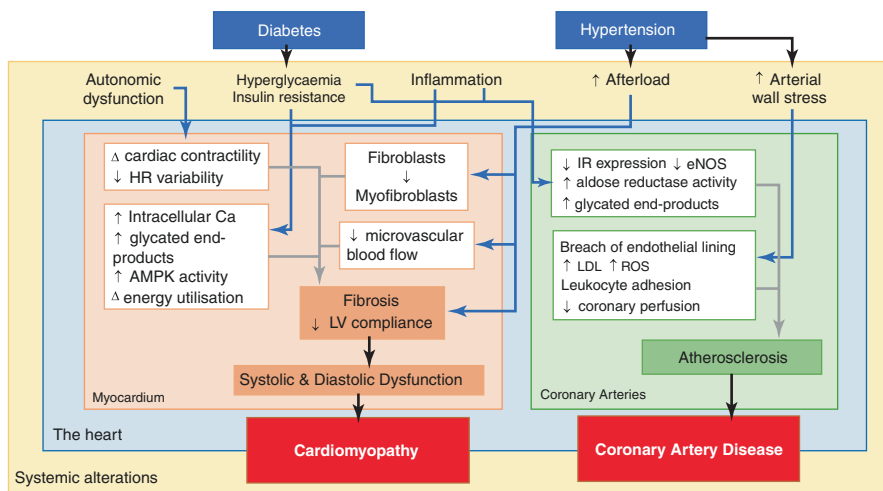 Diabetes
Hypertension
Autonomic
dysfunction
Hyperglycaemia
Insulin resistance
Inflammation
↑ Afterload
↑ Arterial
wall stress
Δ cardiac contractility
↓ HR variability
Fibroblasts
↓
Myofibroblasts
↓ IR expression ↓ eNOS
↑ aldose reductase activity
↑ glycated end-products
↑ Intracellular Ca
↑ glycated end-
products
↑ AMPK activity
Δ energy utilisation
↓ microvascular
blood flow
Breach of endothelial lining
↑ LDL ↑ ROS
Leukocyte adhesion
↓ coronary perfusion
Fibrosis
↓ LV compliance
Atherosclerosis
Systolic & Diastolic Dysfunction
Myocardium
Coronary Arteries
The heart
Cardiomyopathy
Coronary Artery Disease
Systemic alterations